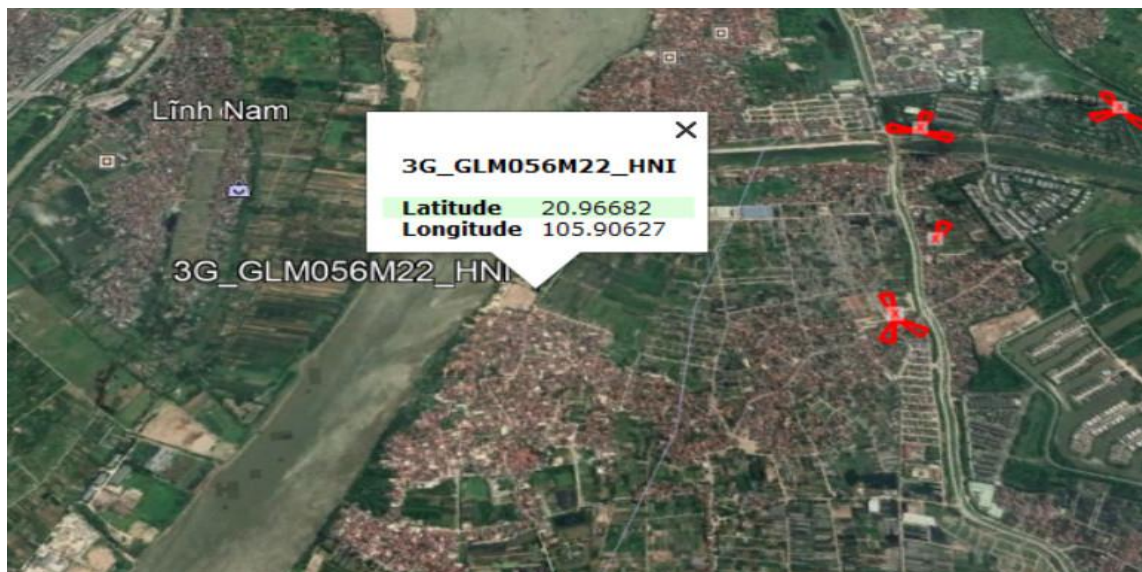 Lĩnh Nam
3G_GLM056M22_HNI
Latitude 20.96682
Longitude 105.90627
3G_GLM056M22_HNI